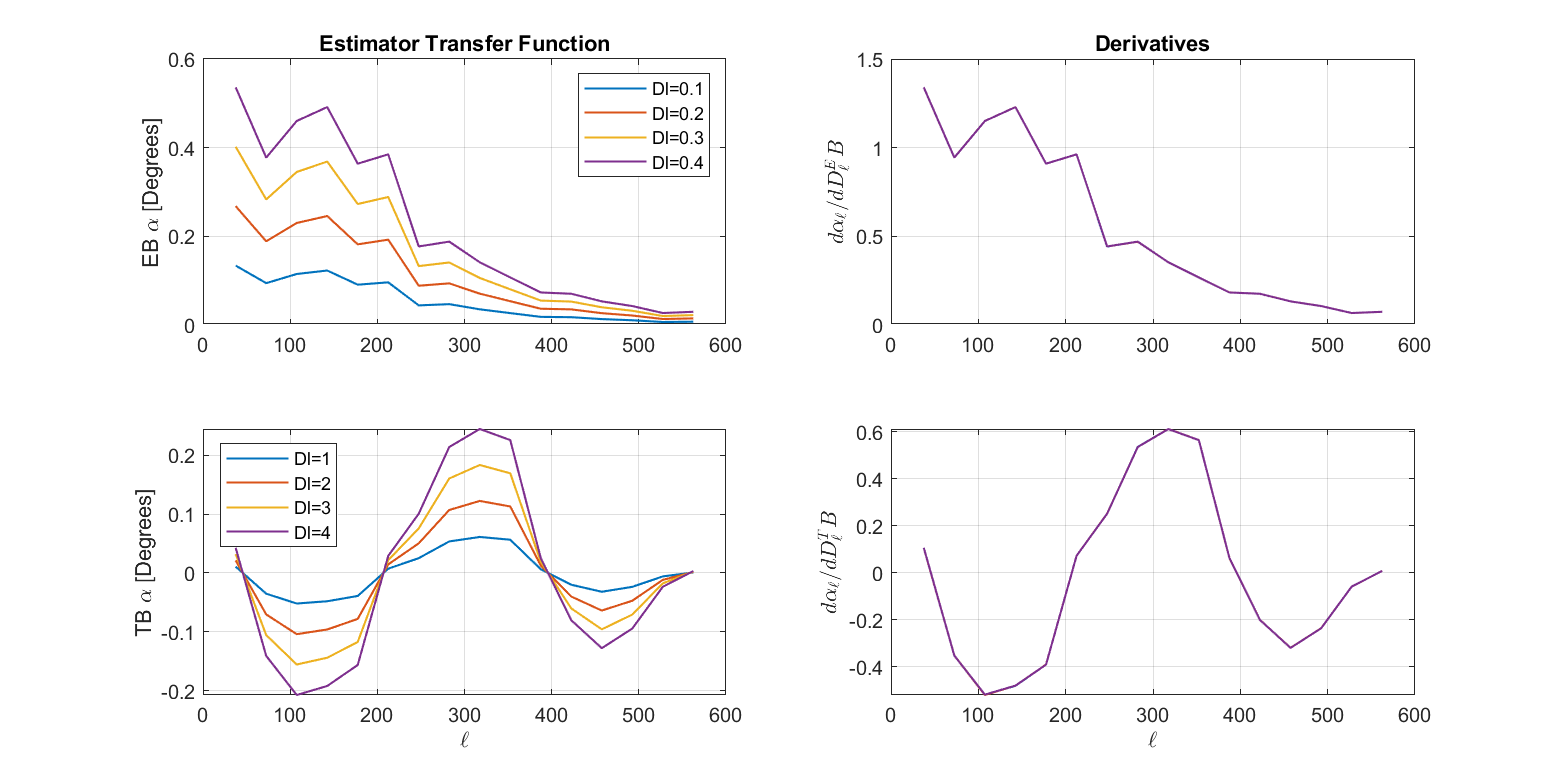 Estimator Transfer Function
EB α [Degrees]
0.6
0.4
0.2
0
0 100 200 300 400 500 600
Dl=0.1
Dl=0.2
Dl=0.3
Dl=0.4
Derivatives
dα_ℓ/dD_ℓ^E B
1.5
1
0.5
0
0 100 200 300 400 500 600
TB α [Degrees]
0.2
0.1
0
-0.1
-0.2
0 100 200 300 400 500 600
ℓ
Dl=1
Dl=2
Dl=3
Dl=4
dα_ℓ/dD_ℓ^T B
0.6
0.4
0.2
0
-0.2
-0.4
0 100 200 300 400 500 600
ℓ